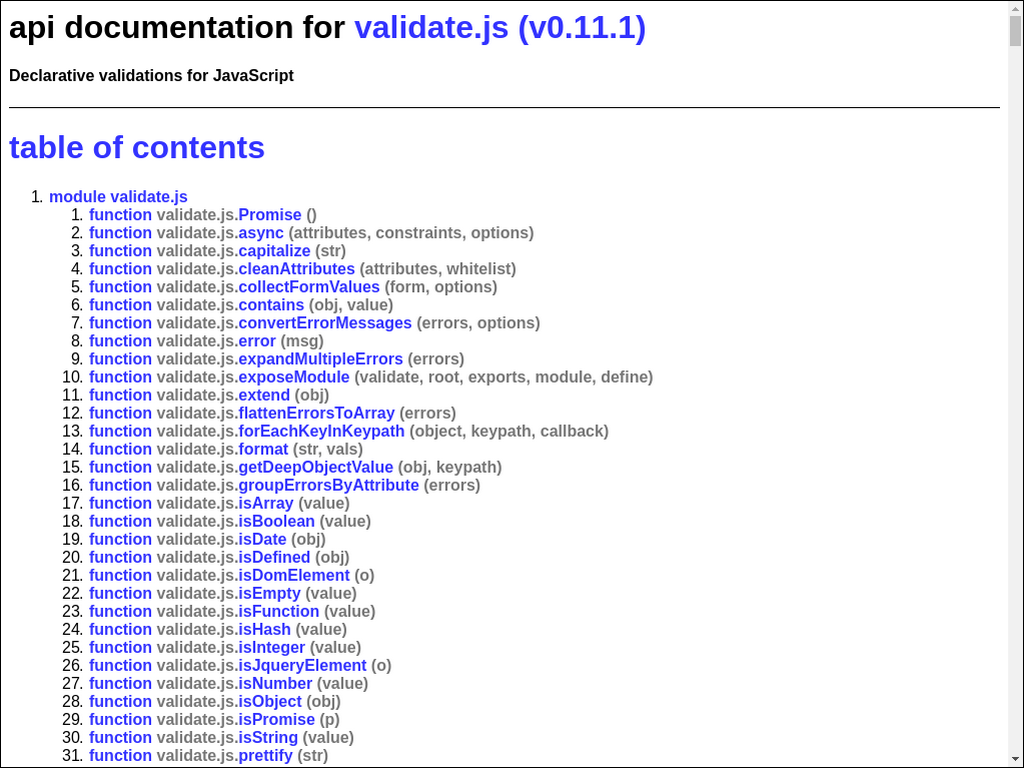 api documentation for validate.js (v0.11.1)
Declarative validations for JavaScript
table of contents
1. module validate.js
1. function validate.js.Promise ()
2. function validate.js.async (attributes, constraints, options)
3. function validate.js.capitalize (str)
4. function validate.js.cleanAttributes (attributes, whitelist)
5. function validate.js.collectFormValues (form, options)
6. function validate.js.contains (obj, value)
7. function validate.js.convertErrorMessages (errors, options)
8. function validate.js.error (msg)
9. function validate.js.expandMultipleErrors (errors)
10. function validate.js.exposeModule (validate, root, exports, module, define)
11. function validate.js.extend (obj)
12. function validate.js.flattenErrorsToArray (errors)
13. function validate.js.forEachKeyInKeypath (object, keypath, callback)
14. function validate.js.format (str, vals)
15. function validate.js.getDeepObjectValue (obj, keypath)
16. function validate.js.groupErrorsByAttribute (errors)
17. function validate.js.isArray (value)
18. function validate.js.isBoolean (value)
19. function validate.js.isDate (obj)
20. function validate.js.isDefined (obj)
21. function validate.js.isDomElement (o)
22. function validate.js.isEmpty (value)
23. function validate.js.isFunction (value)
24. function validate.js.isHash (value)
25. function validate.js.isInteger (value)
26. function validate.js.isJqueryElement (o)
27. function validate.js.isNumber (value)
28. function validate.js.isObject (obj)
29. function validate.js.isPromise (p)
30. function validate.js.isString (value)
31. function validate.js.prettify (str)